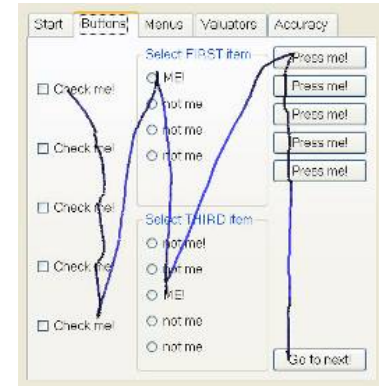 Start Buttons Menus Valuators Accuracy
Check me!
Check me!
Check me!
Check me!
Check me!
Select FIRST item
ME!
not me
not me
not me
Select THIRD item
not me!
not me
ME!
not me
not me
Press me!
Press me!
Press me!
Press me!
Press me!
Go to next!